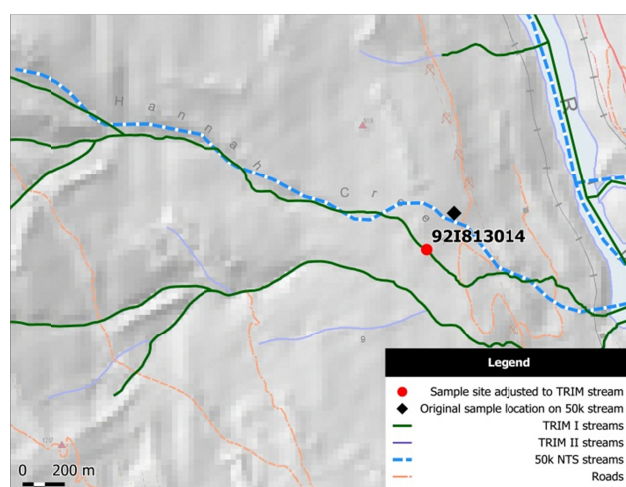 Hannah Creek
R
92I813014
Legend
Sample site adjusted to TRIM stream
Original sample location on 50k stream
TRIM I streams
TRIM II streams
50k NTS streams
Roads
0 200 m